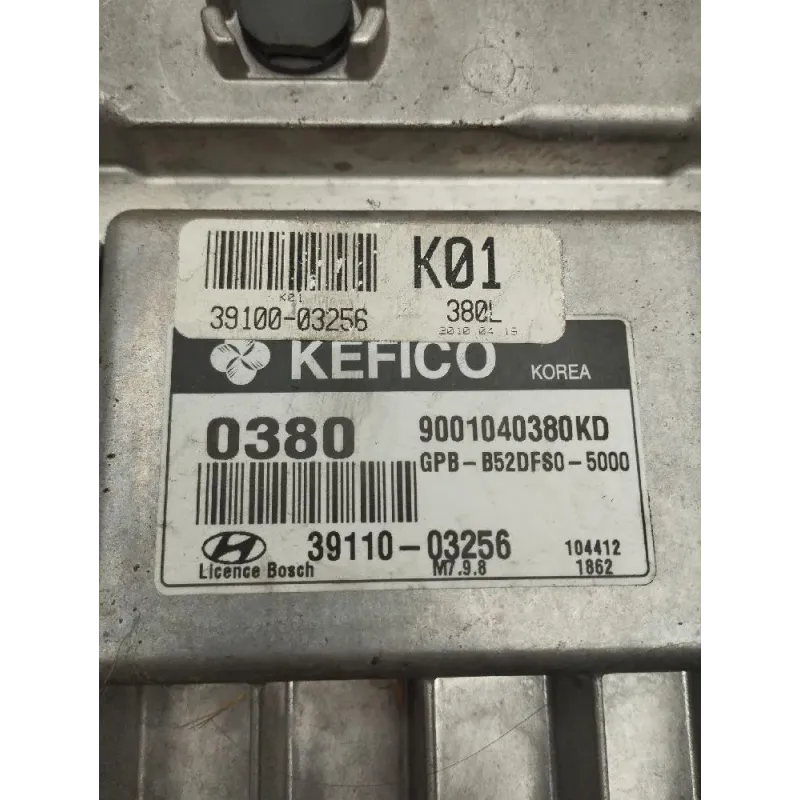 K01
K01
39100-03256
380L
2010 04 19
KEFICO KOREA
0380
9001040380KD
GPB-B52DFS0-5000
39110-03256
104412
Licence Bosch
M7.9.8
1862